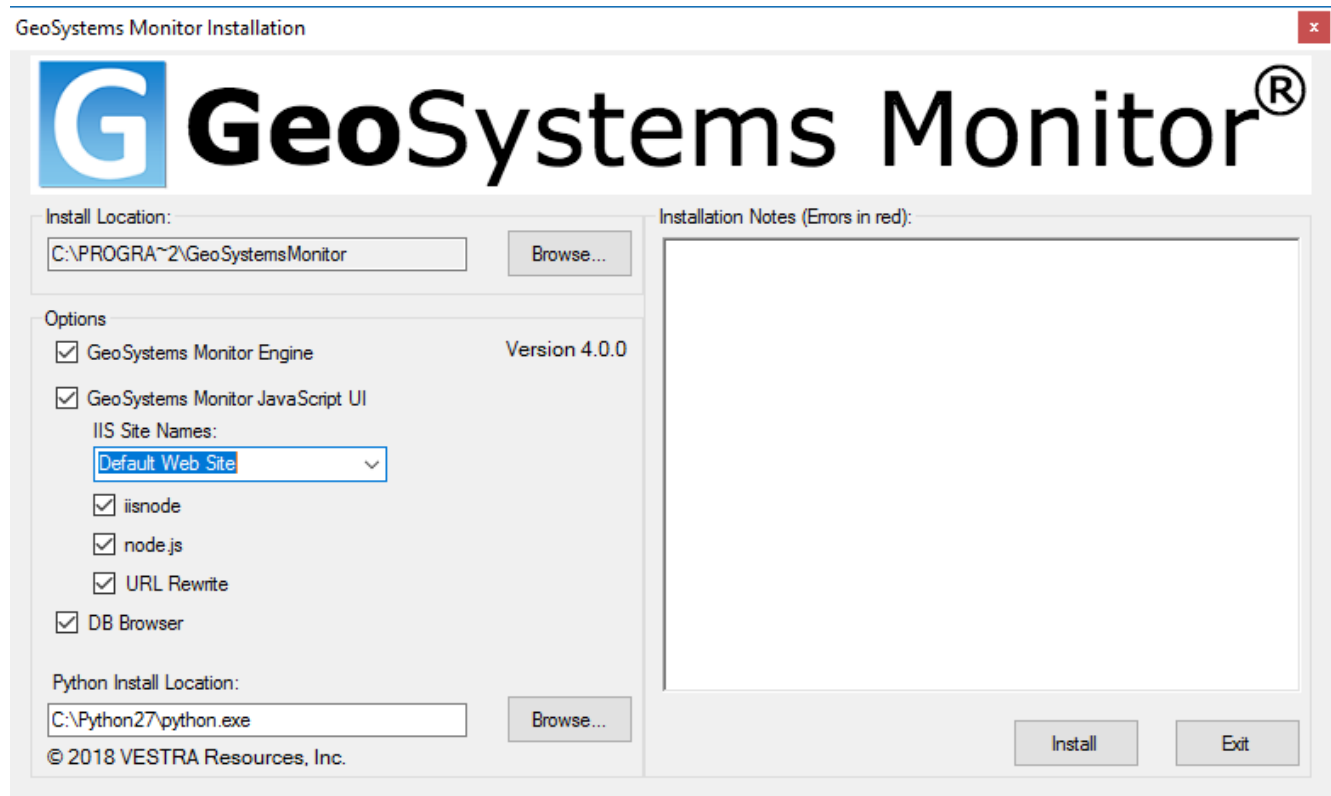 GeoSystems Monitor Installation
x
G GeoSystems Monitor®
Install Location:
C:\PROGRA~2\GeoSystemsMonitor
Browse...
Options
GeoSystems Monitor Engine
Version 4.0.0
GeoSystems Monitor JavaScript UI
IIS Site Names:
Default Web Site
iisnode
node.js
URL Rewrite
DB Browser
Python Install Location:
C:\Python27\python.exe
Browse...
© 2018 VESTRA Resources, Inc.
Installation Notes (Errors in red):
Install
Exit